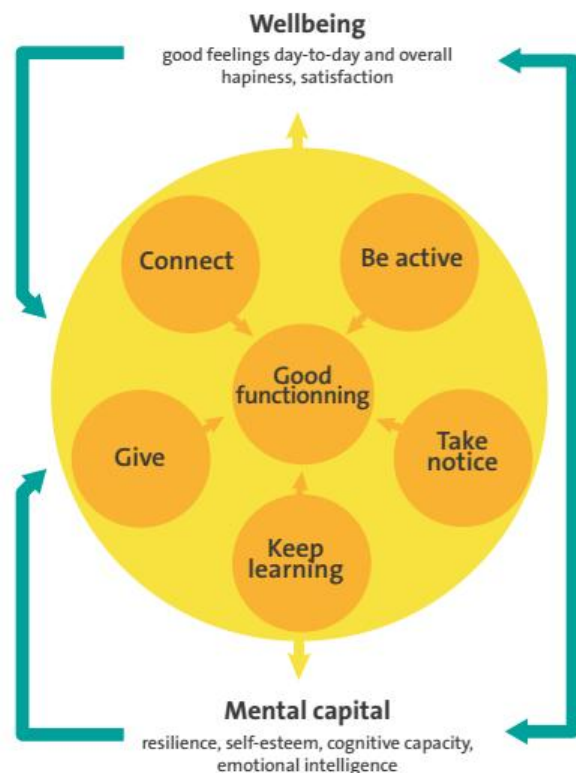 Wellbeing
good feelings day-to-day and overall
hapiness, satisfaction
Connect
Be active
Good
functionning
Give
Take
notice
Keep
learning
Mental capital
resilience, self-esteem, cognitive capacity,
emotional intelligence